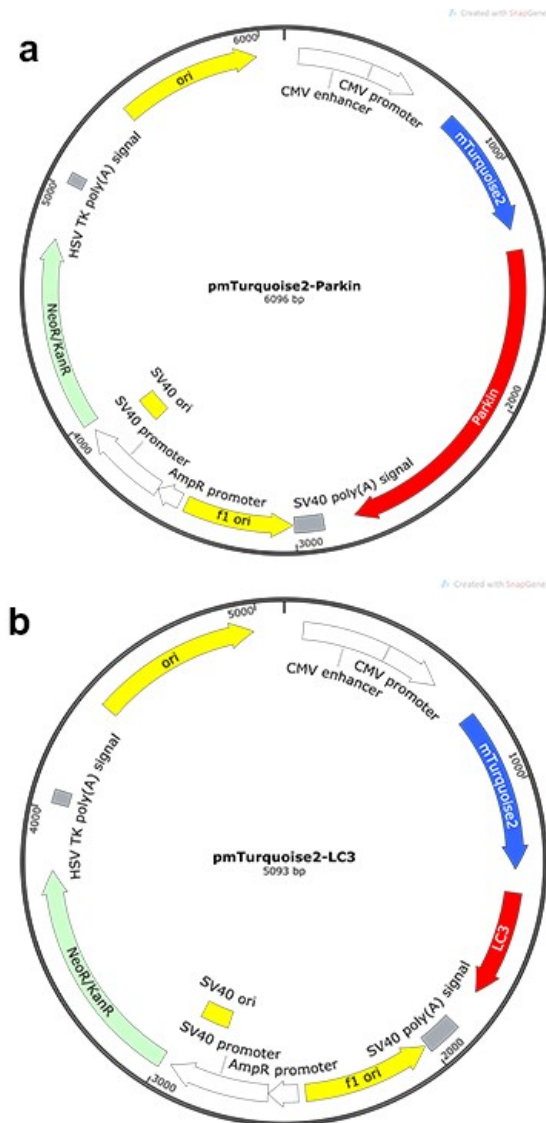 Created with SnapGene
a
6000
ori
CMV enhancer
CMV promoter
1000
mTurquoise2
HSV TK poly(A) signal
5000
pmTurquoise2-Parkin
6096 bp
NeoR/KanR
Parkin
2000
SV40 ori
SV40 promoter
4000
AmpR promoter
SV40 poly(A) signal
f1 ori
3000
Created with SnapGene
b
5000
ori
CMV enhancer
CMV promoter
1000
mTurquoise2
HSV TK poly(A) signal
4000
pmTurquoise2-LC3
5093 bp
LC3
NeoR/KanR
SV40 ori
SV40 promoter
AmpR promoter
SV40 poly(A) signal
2000
f1 ori
3000